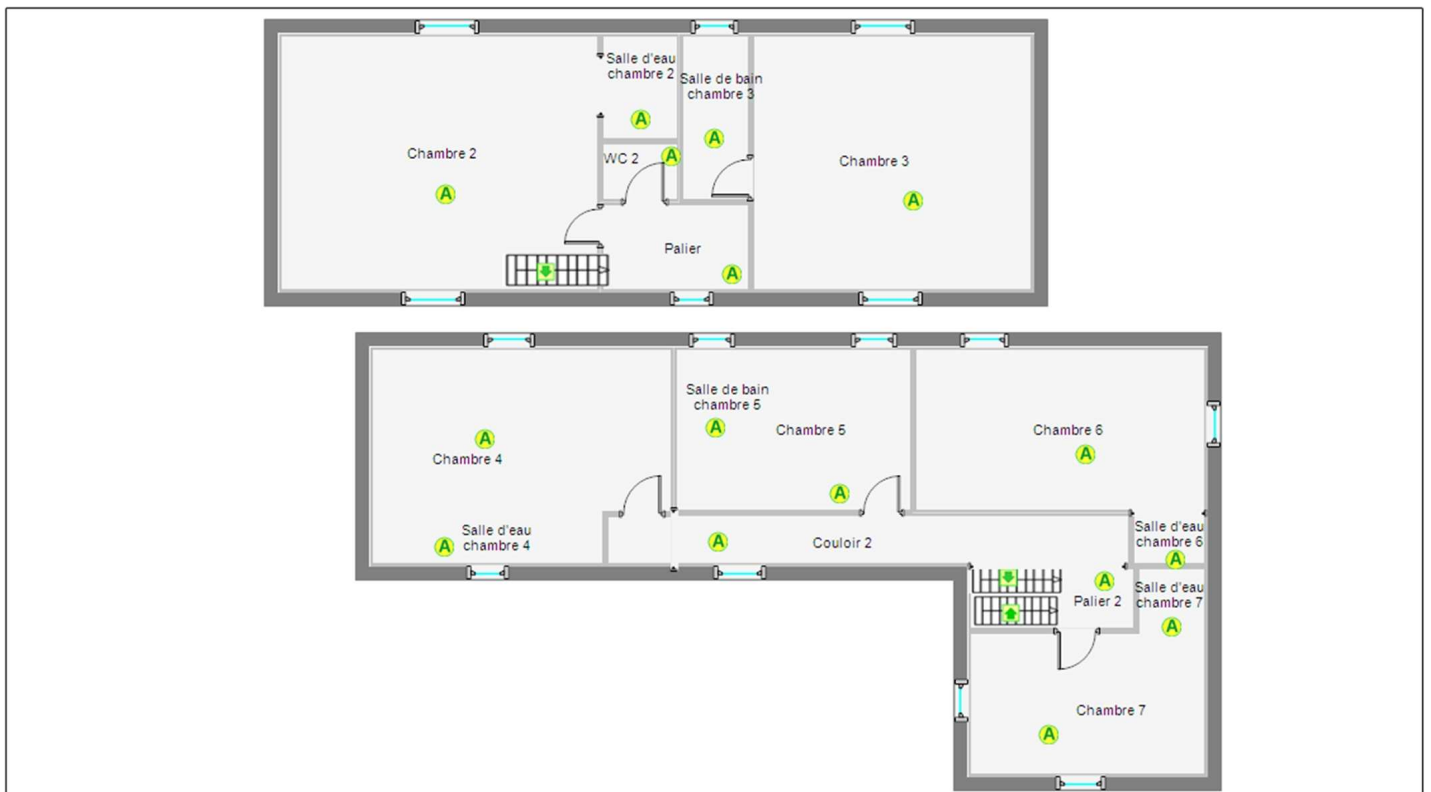 Salle d'eau
chambre 2
A
Salle de bain
chambre 3
A
Chambre 2
A
WC 2
A
Chambre 3
A
Palier
A
Chambre 4
A
Salle d'eau
chambre 4
A
Salle de bain
chambre 5
A
Chambre 5
A
Chambre 6
A
Couloir 2
A
Salle d'eau
chambre 6
A
Palier 2
A
Salle d'eau
chambre 7
A
Chambre 7
A